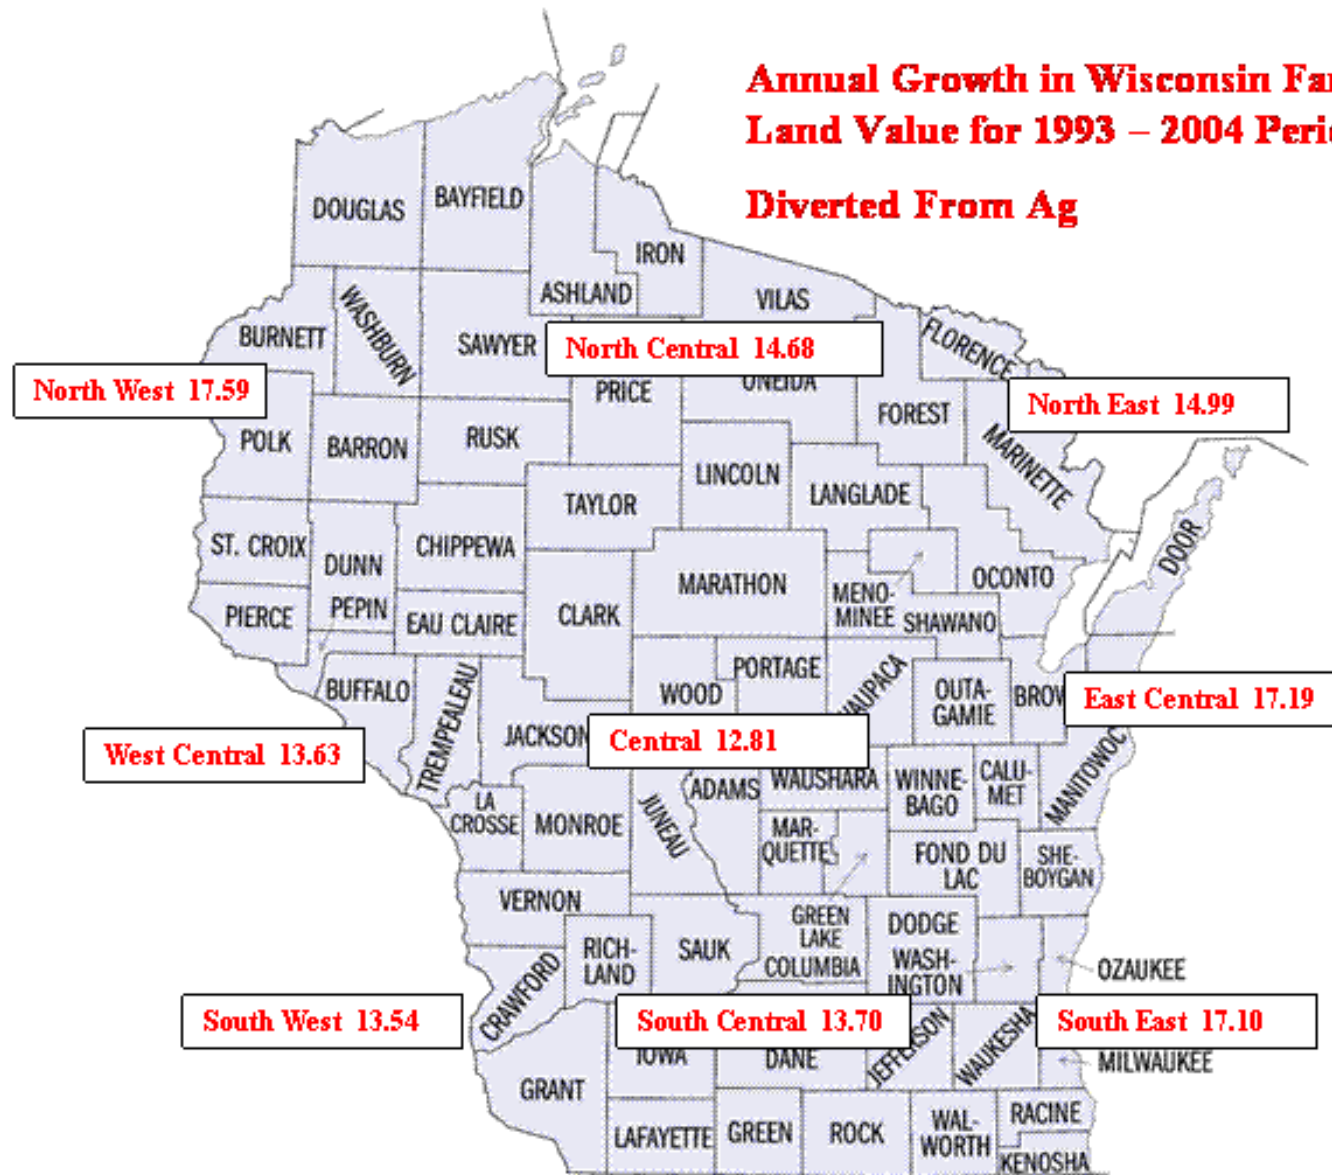 Annual Growth in Wisconsin Far
Land Value for 1993 – 2004 Peri
Diverted From Ag
DOUGLAS
BAYFIELD
IRON
ASHLAND
VILAS
BURNETT
WASHBURN
SAWYER
North Central 14.68
FLORENCE
North West 17.59
PRICE
ONEIDA
North East 14.99
FOREST
POLK
BARRON
RUSK
MARINETTE
LINCOLN
LANGLADE
TAYLOR
ST. CROIX
DUNN
CHIPPEWA
DOOR
MARATHON
OCONTO
PIERCE
PEPIN
EAU CLAIRE
CLARK
MENO-
MINEE
SHAWANO
BUFFALO
TREMPEALEAU
WOOD
PORTAGE
AUPACA
OUTA-
GAMIE
BROW
East Central 17.19
West Central 13.63
JACKSON
Central 12.81
LA
CROSSE
MONROE
JUNEAU
ADAMS
WAUSHARA
WINNE-
BAGO
CALU-
MET
MANITOWOC
MAR-
QUETTE
FOND DU
LAC
SHE-
BOYGAN
VERNON
GREEN
LAKE
DODGE
RICH-
LAND
SAUK
COLUMBIA
WASH-
INGTON
OZAUKEE
CRAWFORD
South West 13.54
South Central 13.70
South East 17.10
IOWA
DANE
JEFFERSON
WAUKESHA
MILWAUKEE
GRANT
LAFAYETTE
GREEN
ROCK
WAL-
WORTH
RACINE
KENOSHA